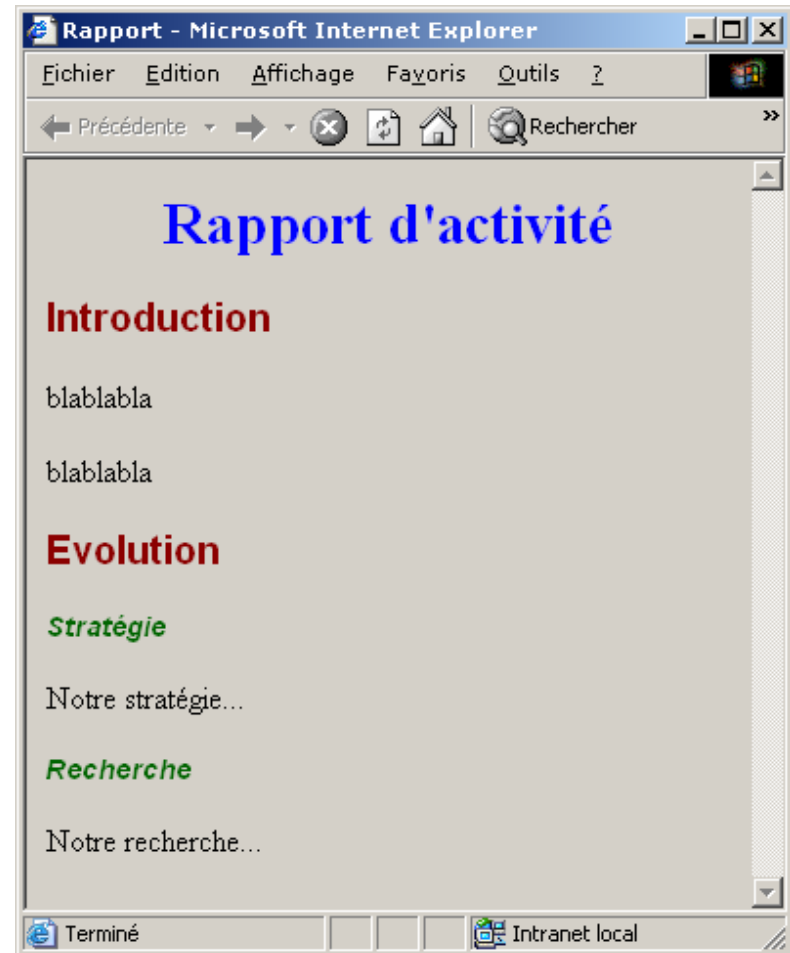 Rapport - Microsoft Internet Explorer
Fichier Edition Affichage Favoris Outils ?
Précédente Rechercher »
Rapport d'activité
Introduction
blablabla
blablabla
Evolution
Stratégie
Notre stratégie...
Recherche
Notre recherche...
Terminé Intranet local